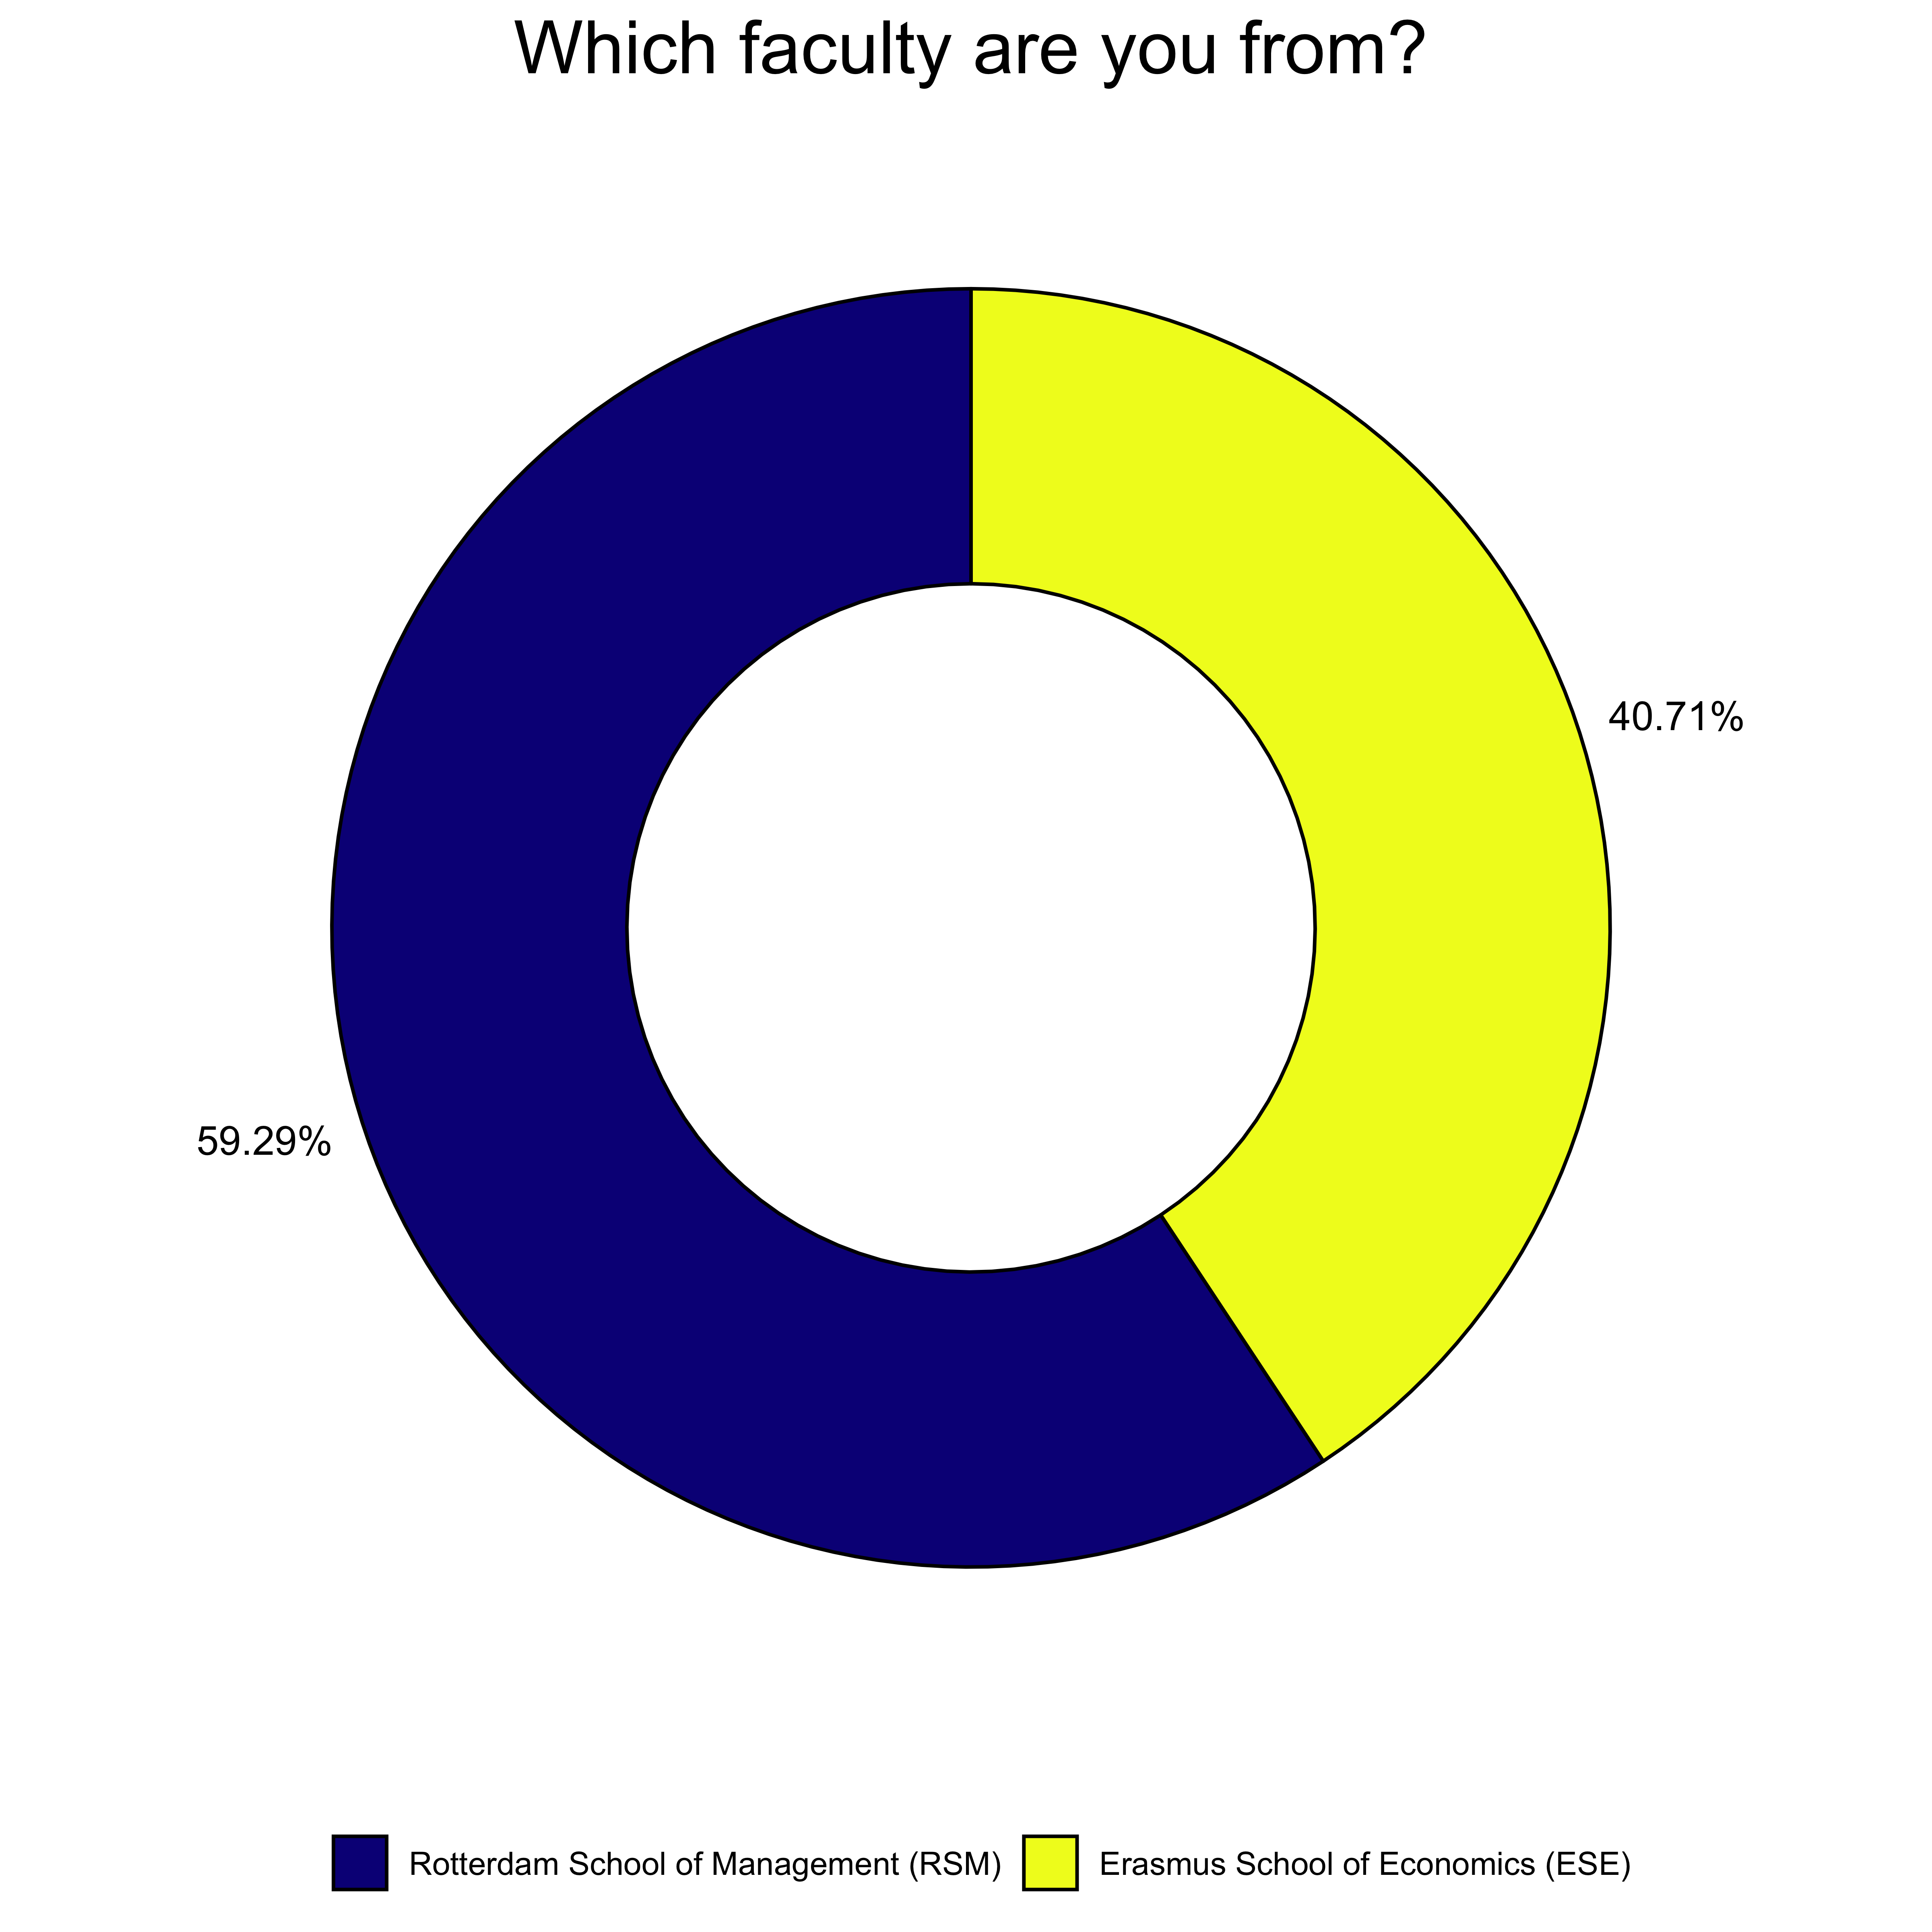 Which faculty are you from?
40.71%
59.29%
Rotterdam School of Management (RSM) Erasmus School of Economics (ESE)